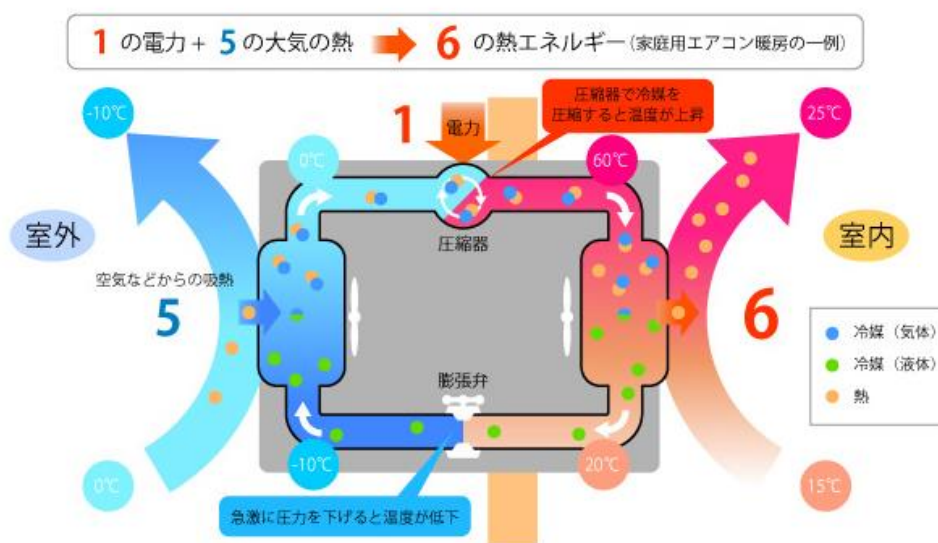 1 の電力 + 5 の大気の熱 6 の熱エネルギー(家庭用エアコン暖房の一例)
圧縮器で冷媒を
圧縮すると温度が上昇
-10℃
1
電力
25℃
0℃
60℃
室外
圧縮器
室内
空気などからの吸熱
5
6
冷媒（気体）
冷媒（液体）
熱
膨張弁
0℃
-10℃
20℃
15℃
急激に圧力を下げると温度が低下